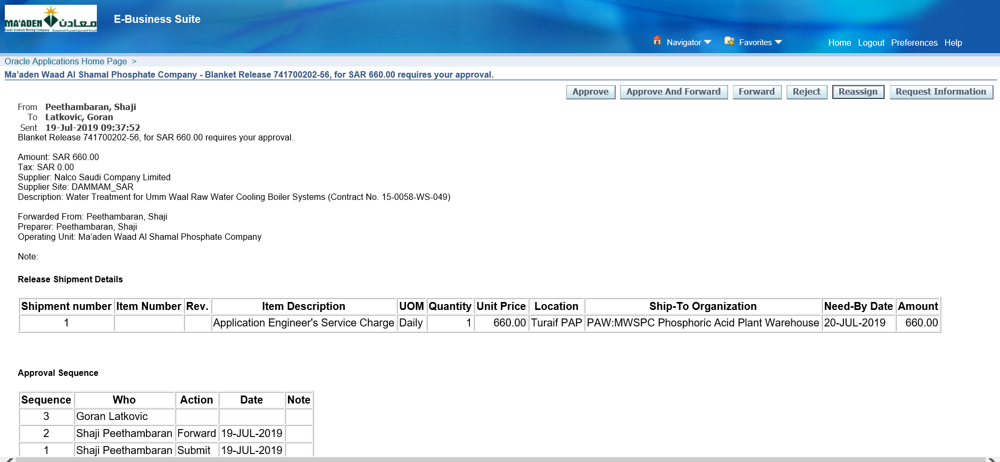 MA'ADEN معادن
Saudi Arabian Mining Company
E-Business Suite
Navigator Favorites Home Logout Preferences Help
Oracle Applications Home Page >
Ma'aden Waad Al Shamal Phosphate Company - Blanket Release 741700202-56, for SAR 660.00 requires your approval.
Approve Approve And Forward Forward Reject Reassign Request Information
From Peethambaran, Shaji
To Latkovic, Goran
Sent 19-Jul-2019 09:37:52
Blanket Release 741700202-56, for SAR 660.00 requires your approval.
Amount: SAR 660.00
Tax: SAR 0.00
Supplier: Nalco Saudi Company Limited
Supplier Site: DAMMAM_SAR
Description: Water Treatment for Umm Waal Raw Water Cooling Boiler Systems (Contract No. 15-0058-WS-049)
Forwarded From: Peethambaran, Shaji
Preparer: Peethambaran, Shaji
Operating Unit: Ma'aden Waad Al Shamal Phosphate Company
Note:
Release Shipment Details
Shipment number Item Number Rev. Item Description UOM Quantity Unit Price Location Ship-To Organization Need-By Date Amount
1 Application Engineer's Service Charge Daily 1 660.00 Turaif PAP PAW:MWSPC Phosphoric Acid Plant Warehouse 20-JUL-2019 660.00
Approval Sequence
Sequence Who Action Date Note
3 Goran Latkovic
2 Shaji Peethambaran Forward 19-JUL-2019
1 Shaji Peethambaran Submit 19-JUL-2019